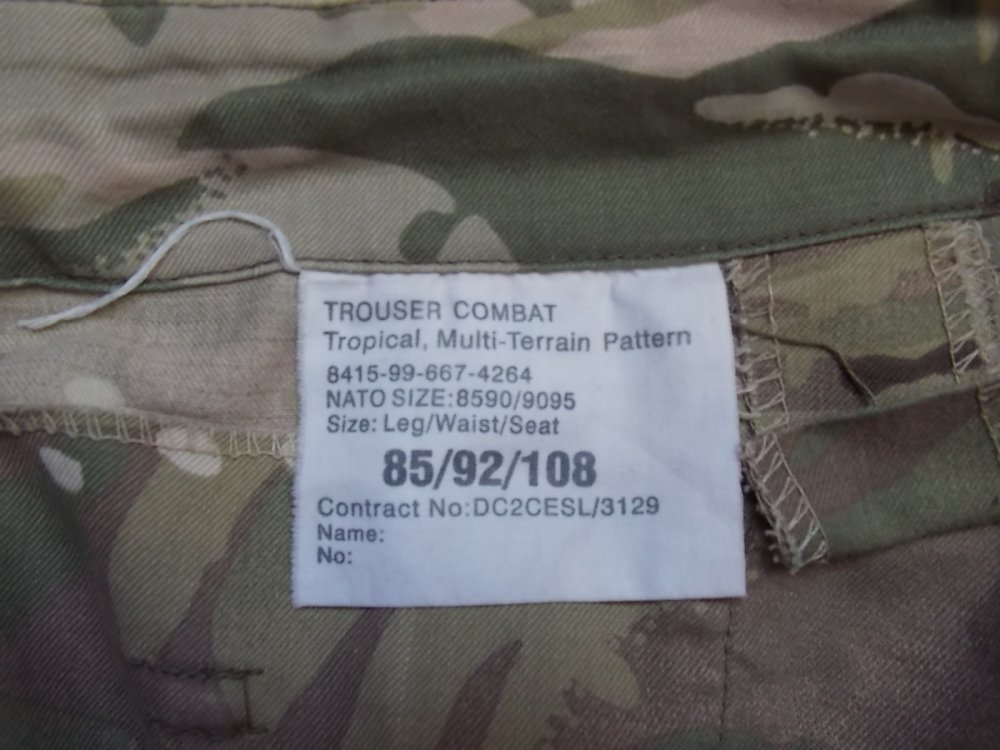 TROUSER COMBAT
Tropical, Multi-Terrain Pattern
8415-99-667-4264
NATO SIZE:8590/9095
Size: Leg/Waist/Seat
85/92/108
Contract No:DC2CESL/3129
Name:
No: